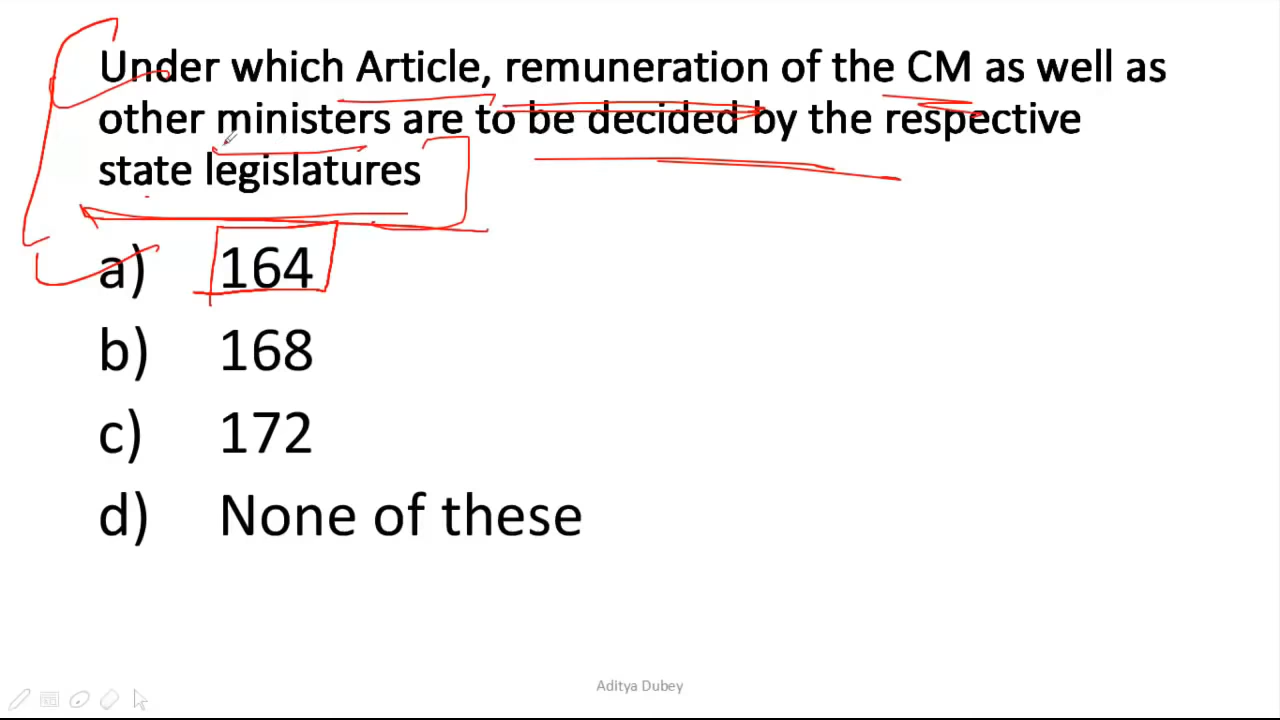 Under which Article, remuneration of the CM as well as
other ministers are to be decided by the respective
state legislatures
a) 164
b) 168
c) 172
d) None of these
Aditya Dubey